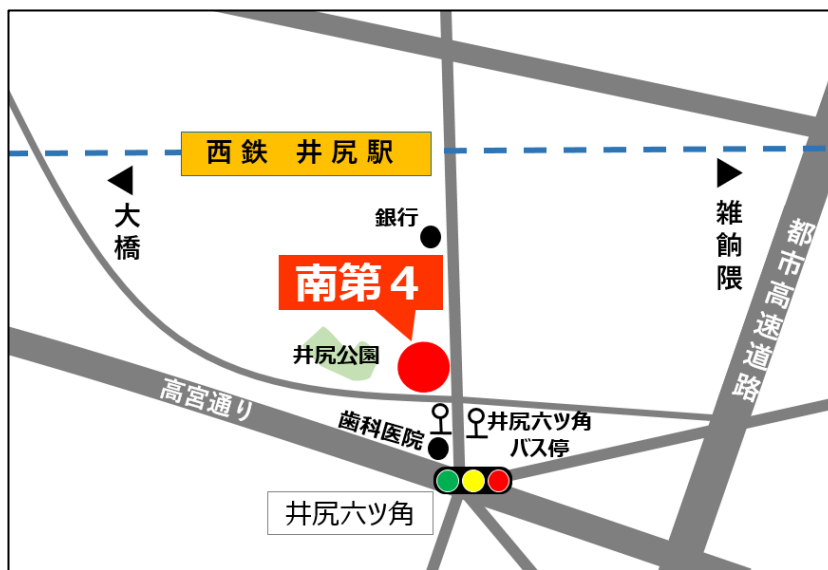 西鉄 井尻駅
大橋
雑餉隈
銀行
都市高速道路
南第4
井尻公園
高宮通り
歯科医院
井尻六ツ角
バス停
井尻六ツ角